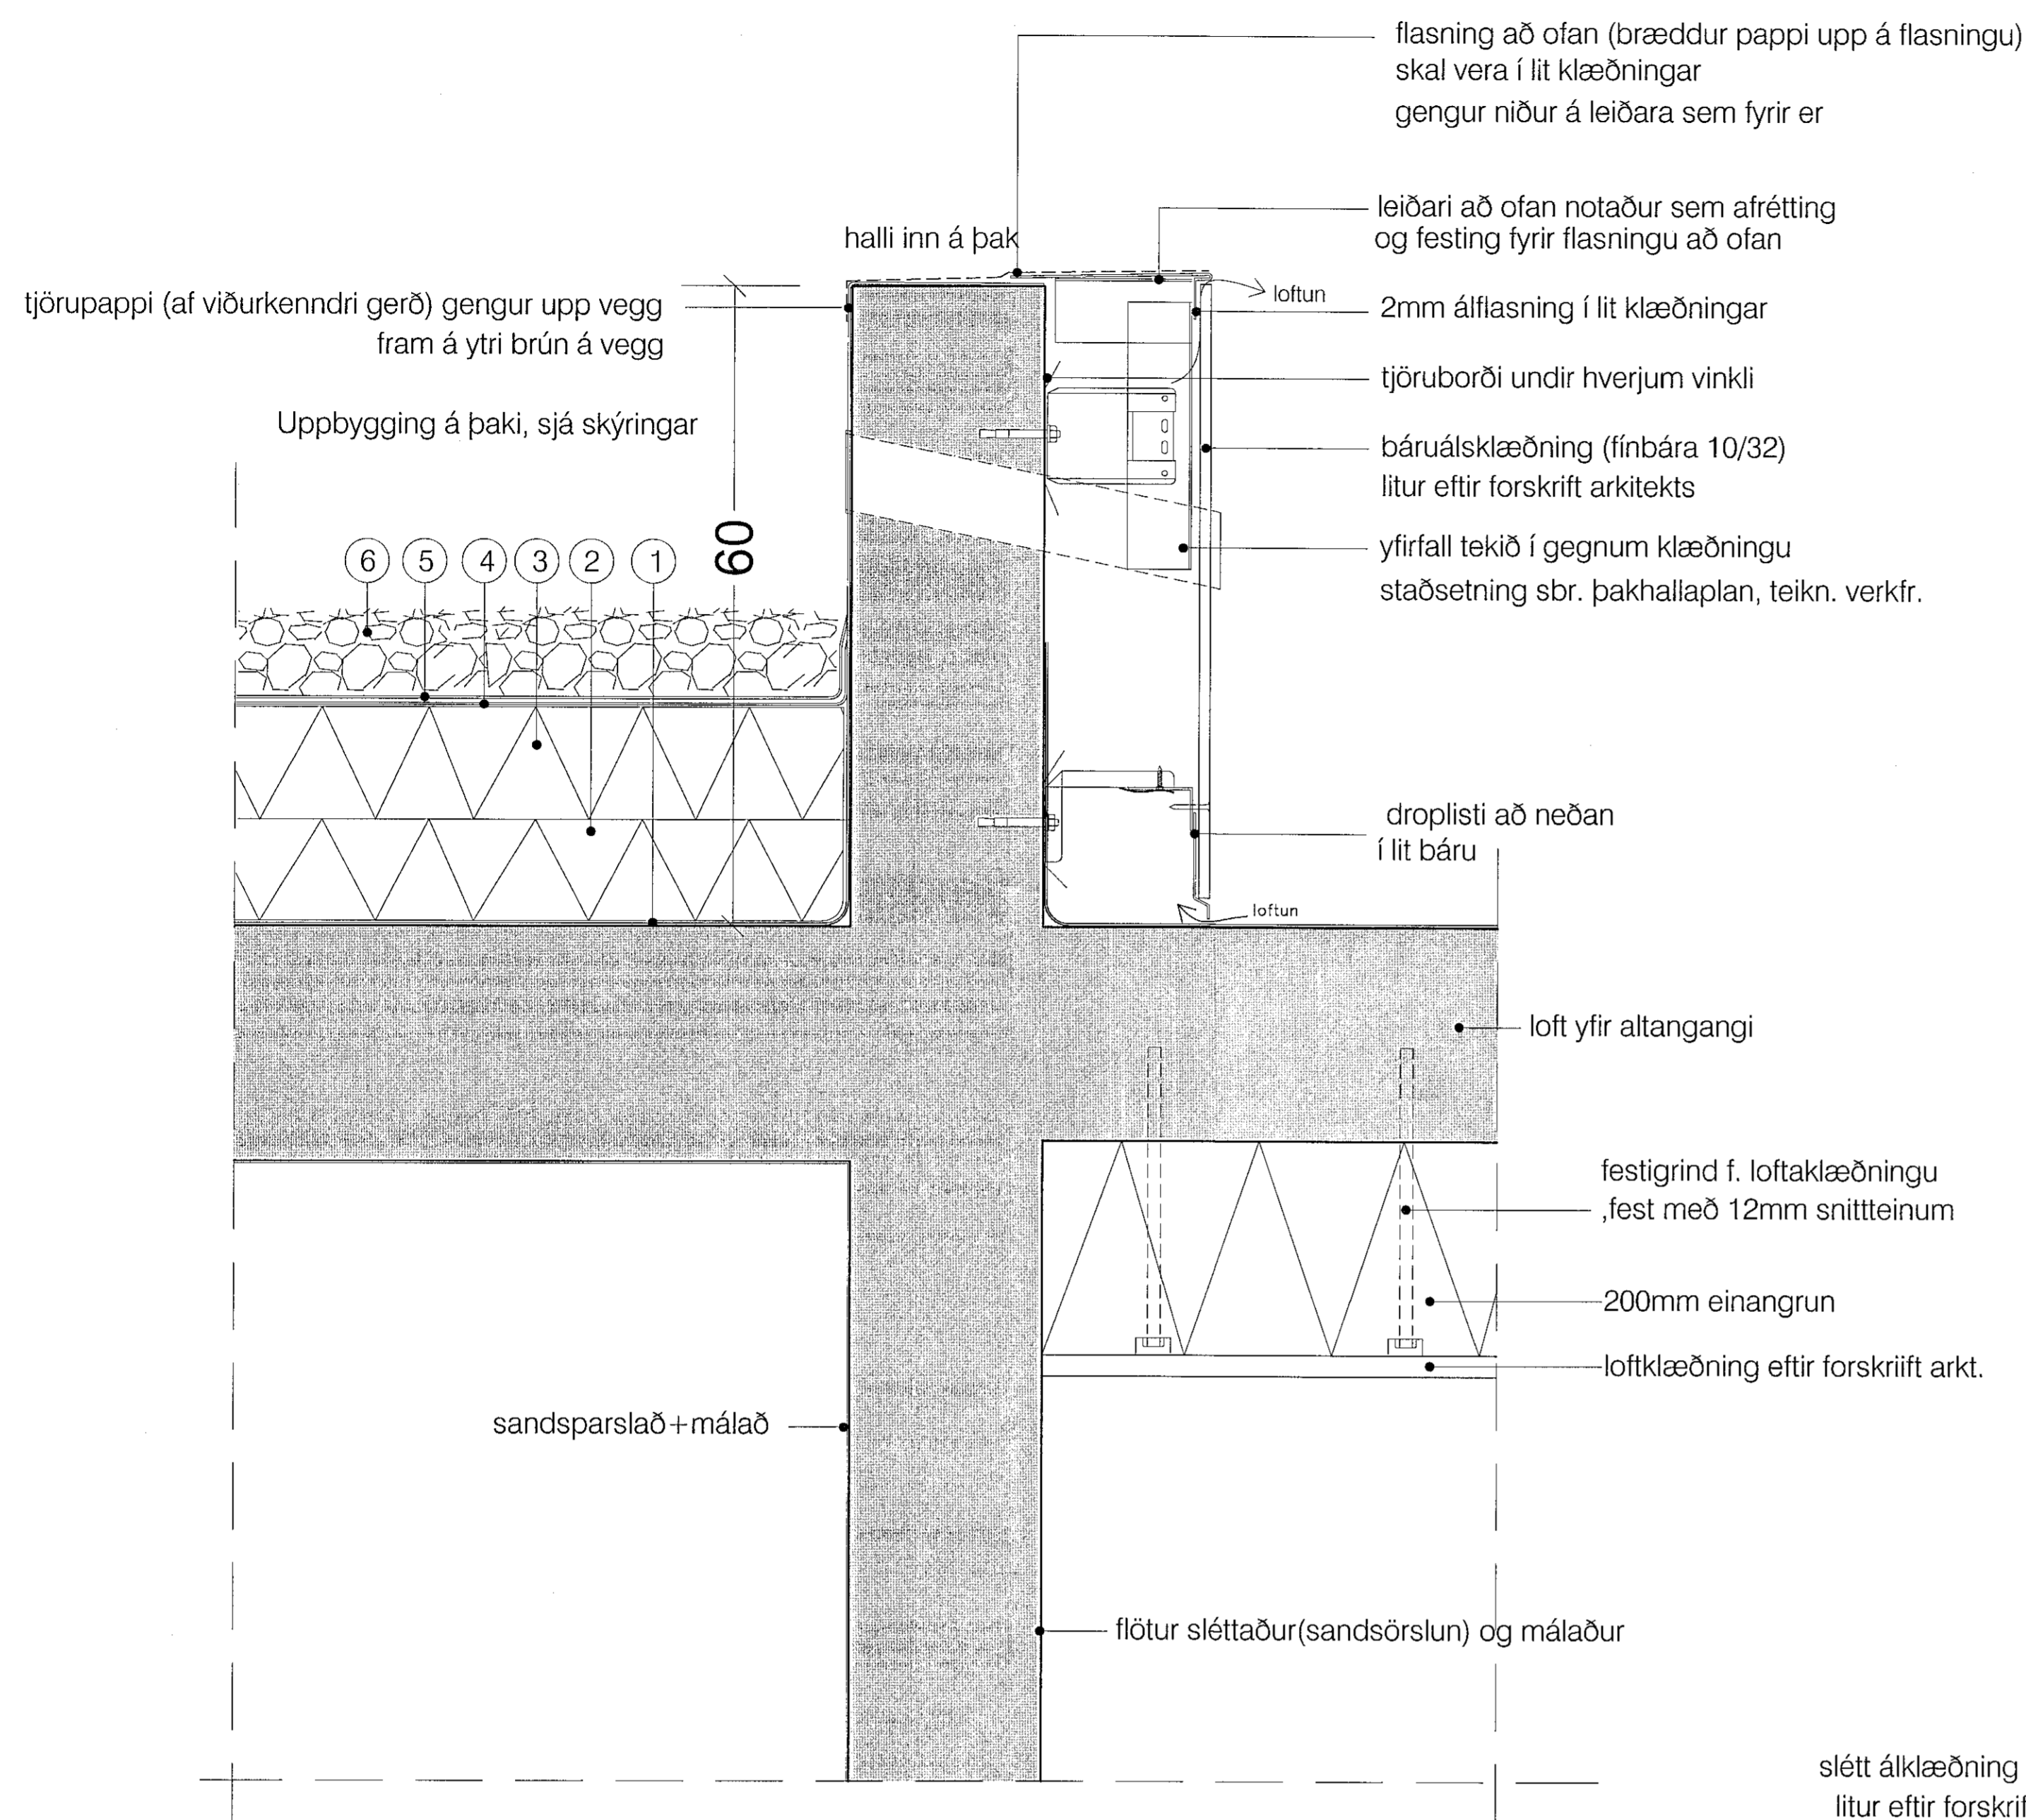 flasning að ofan (bræddur pappi upp á flasningu)
skal vera í lit klæðningar
gengur niður á leiðara sem fyrir er
leiðari að ofan notaður sem afrétting
og festing fyrir flasningu að ofan
halli inn á þak
loftun
tjörupappi (af viðurkenndri gerð) gengur upp vegg
fram á ytri brún á vegg
2mm álflasning í lit klæðningar
tjöruborði undir hverjum vinkli
Uppbygging á þaki, sjá skýringar
báruálsklæðning (fínbára 10/32)
litur eftir forskrift arkitekts
60
6 5 4 3 2 1
yfirfall tekið í gegnum klæðningu
staðsetning sbr. þakhallaplan, teikn. verkfr.
droplisti að neðan
í lit báru
loftun
loft yfir altangangi
festigrind f. loftaklæðningu
,fest með 12mm snittteinum
200mm einangrun
loftklæðning eftir forskriift arkt.
sandsparslað+málað
flötur sléttaður(sandsörslun) og málaður
slétt álklæðning
litur eftir forskrif